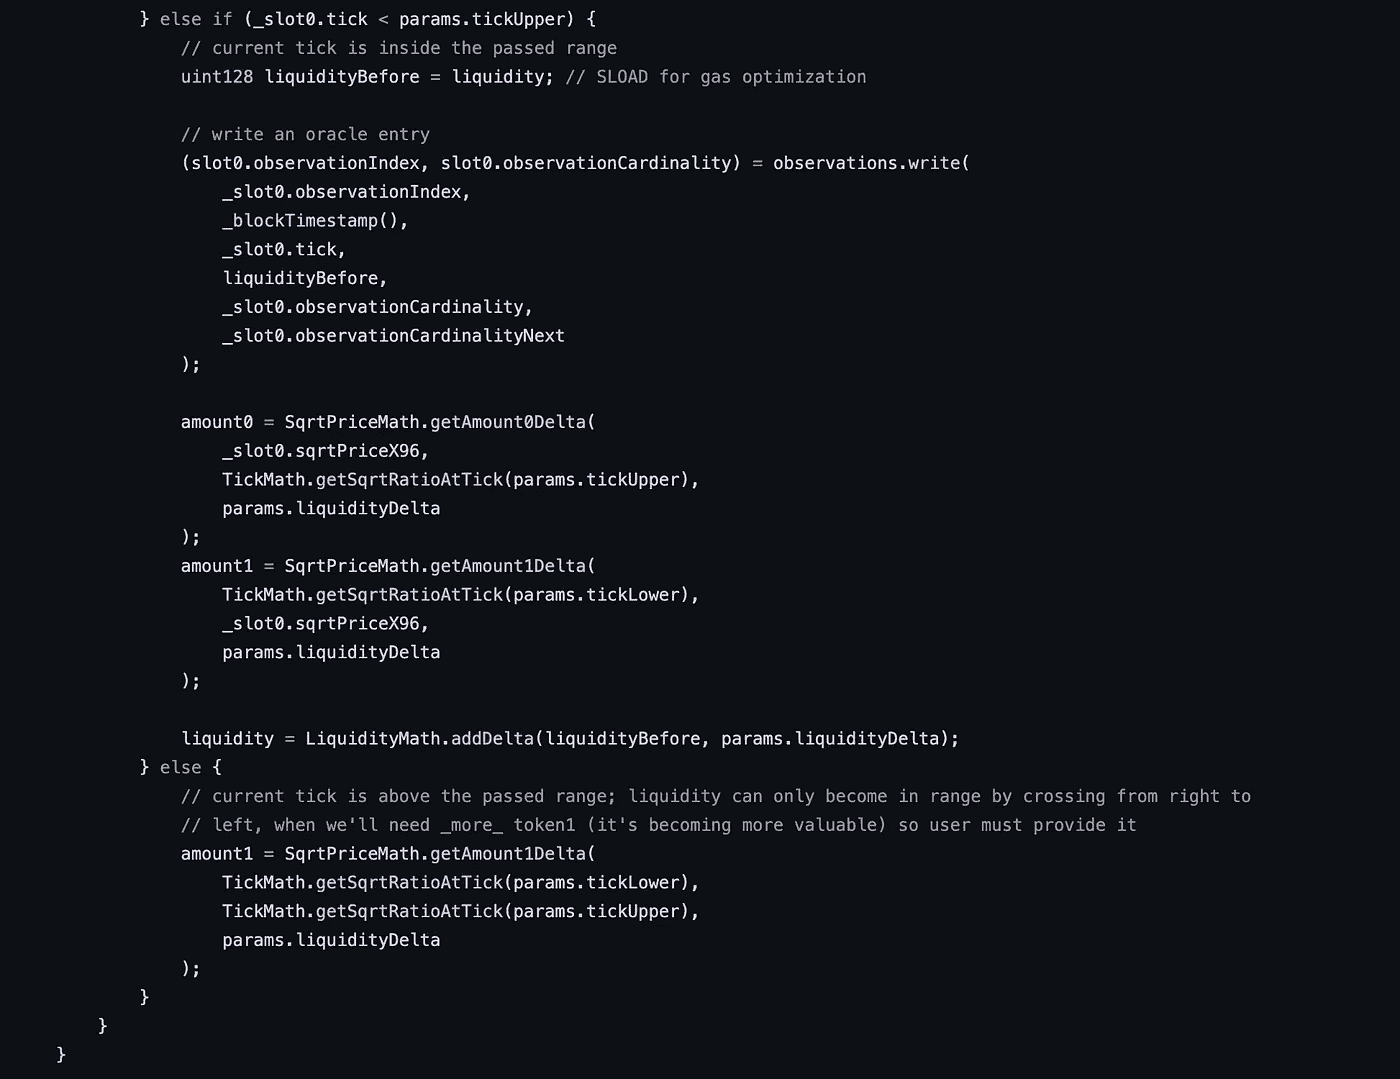 } else if (_slot0.tick < params.tickUpper) {
// current tick is inside the passed range
uint128 liquidityBefore = liquidity; // SLOAD for gas optimization
// write an oracle entry
(slot0.observationIndex, slot0.observationCardinality) = observations.write(
_slot0.observationIndex,
_blockTimestamp(),
_slot0.tick,
liquidityBefore,
_slot0.observationCardinality,
_slot0.observationCardinalityNext
);
amount0 = SqrtPriceMath.getAmount0Delta(
_slot0.sqrtPriceX96,
TickMath.getSqrtRatioAtTick(params.tickUpper),
params.liquidityDelta
);
amount1 = SqrtPriceMath.getAmount1Delta(
TickMath.getSqrtRatioAtTick(params.tickLower),
_slot0.sqrtPriceX96,
params.liquidityDelta
);
liquidity = LiquidityMath.addDelta(liquidityBefore, params.liquidityDelta);
} else {
// current tick is above the passed range; liquidity can only become in range by crossing from right to
// left, when we'll need _more_ token1 (it's becoming more valuable) so user must provide it
amount1 = SqrtPriceMath.getAmount1Delta(
TickMath.getSqrtRatioAtTick(params.tickLower),
TickMath.getSqrtRatioAtTick(params.tickUpper),
params.liquidityDelta
);
}
}
}